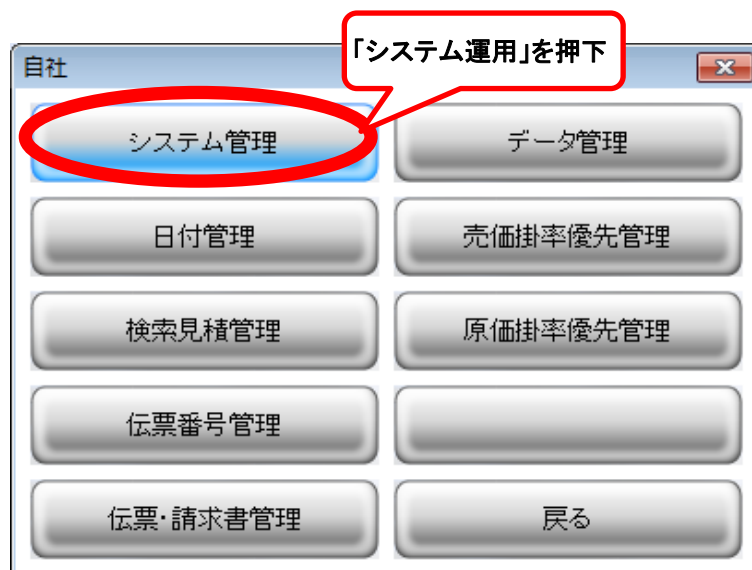 「システム運用」を押下
自社
システム管理
データ管理
日付管理
売価掛率優先管理
検索見積管理
原価掛率優先管理
伝票番号管理
伝票・請求書管理
戻る